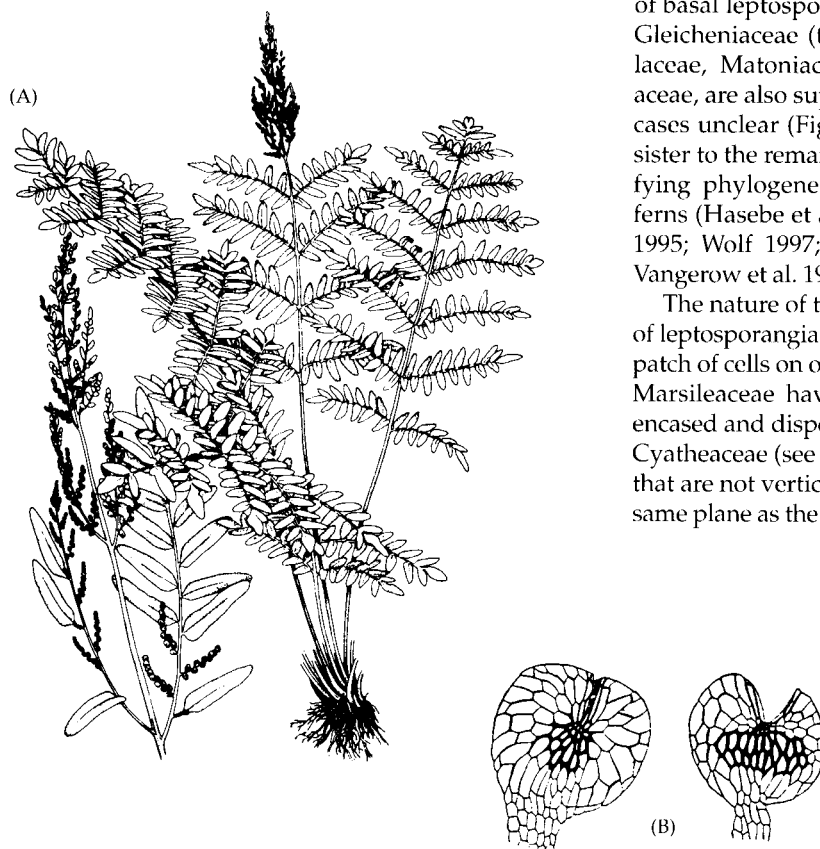 (A)
of basal leptospo
Gleicheniaceae (t
laceae, Matoniac
aceae, are also su
cases unclear (Fig
sister to the remai
fying phylogene
ferns (Hasebe et a
1995; Wolf 1997;
Vangerow et al. 19
The nature of t
of leptosporangia
patch of cells on o
Marsileaceae hav
encased and dispe
Cyatheaceae (see
that are not vertic
same plane as the
(B)